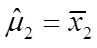 μ̂₂ = x̄₂